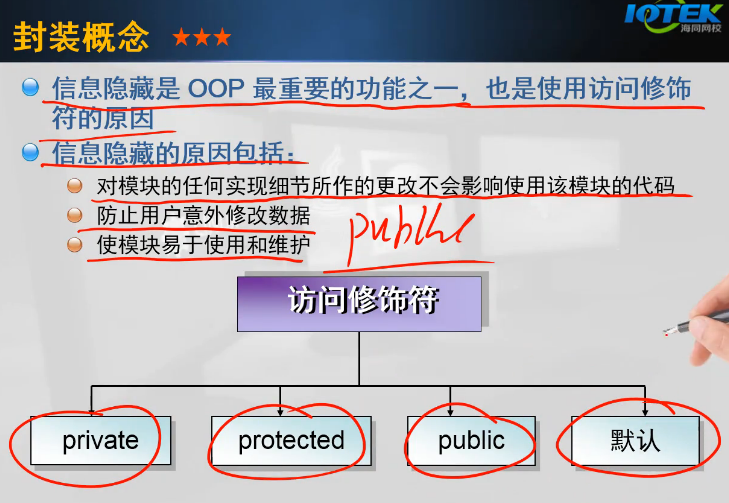 封装概念 ★★★
IOTEK
海同网校
信息隐藏是 OOP 最重要的功能之一，也是使用访问修饰
符的原因
信息隐藏的原因包括：
对模块的任何实现细节所作的更改不会影响使用该模块的代码
防止用户意外修改数据
使模块易于使用和维护
public
访问修饰符
private
protected
public
默认